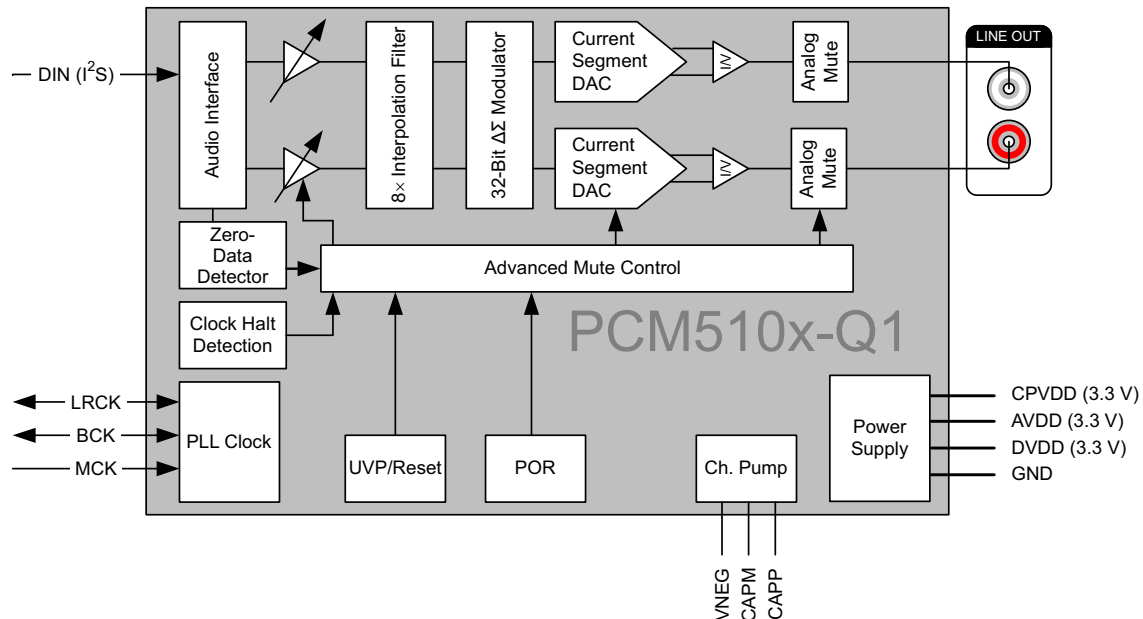 DIN (I²S)
Audio Interface
8× Interpolation Filter
32-Bit ΔΣ Modulator
Current
Segment
DAC
I/V
Analog
Mute
LINE OUT
Current
Segment
DAC
I/V
Analog
Mute
Zero-
Data
Detector
Advanced Mute Control
Clock Halt
Detection
PCM510x-Q1
LRCK
BCK
MCK
PLL Clock
UVP/Reset
POR
Ch. Pump
Power
Supply
CPVDD (3.3 V)
AVDD (3.3 V)
DVDD (3.3 V)
GND
VNEG
CAPM
CAPP